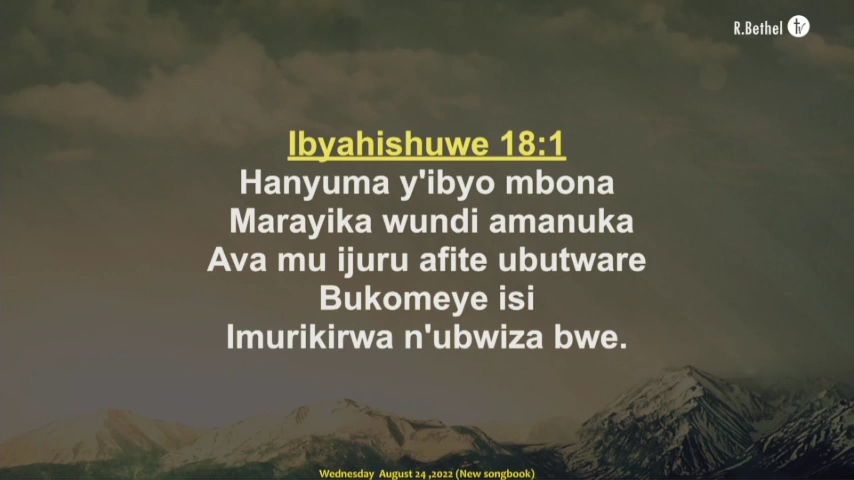 R.Bethel tv
Ibyahishuwe 18:1
Hanyuma y'ibyo mbona
Marayika wundi amanuka
Ava mu ijuru afite ubutware
Bukomeye isi
Imurikirwa n'ubwiza bwe.
Wednesday August 24 ,2022 (New songbook)